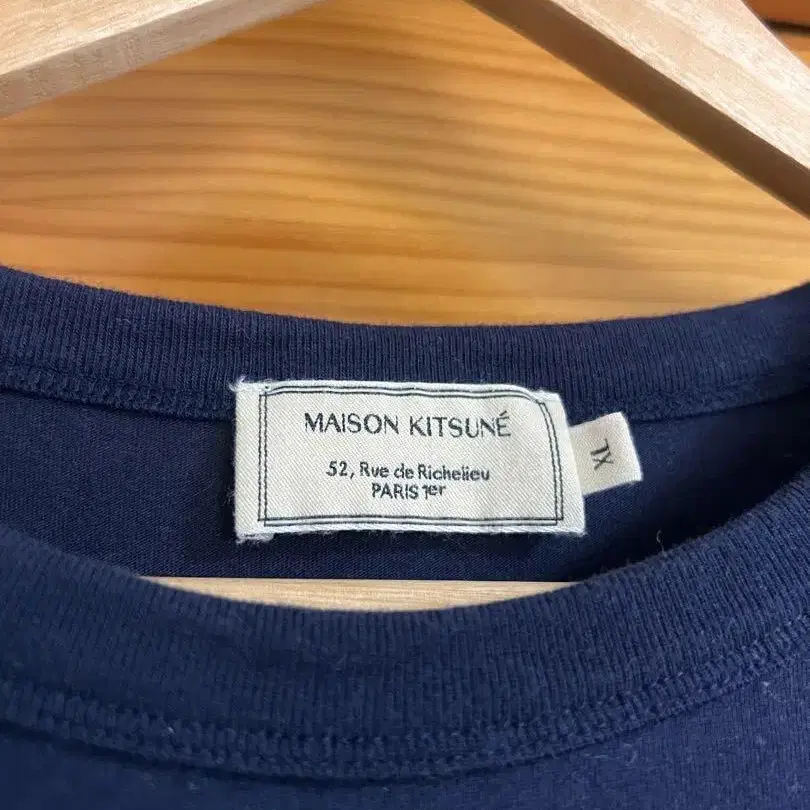 MAISON KITSUNÉ
52, Rue de Richelieu
PARIS 1er
XL